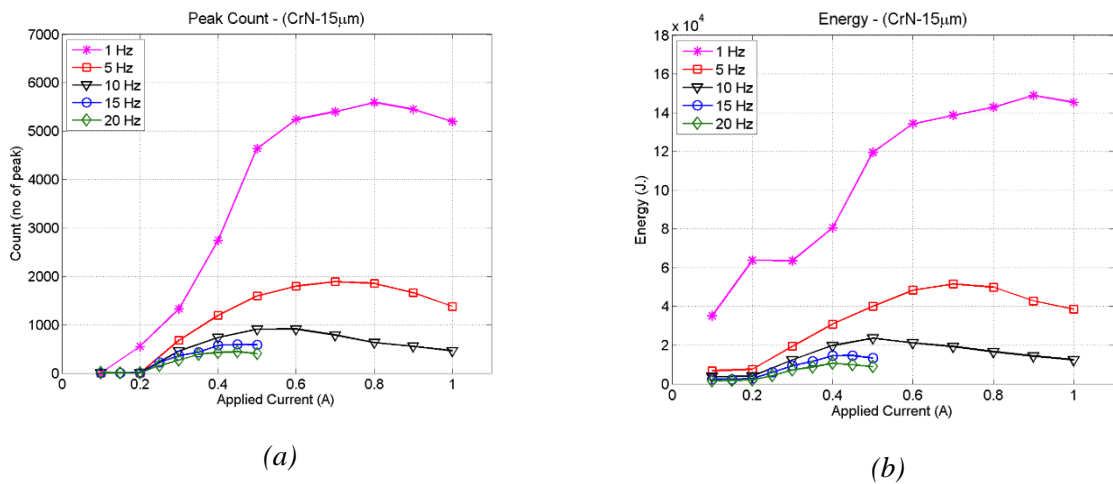 Peak Count - (CrN-15μm)
7000
6000
5000
4000
3000
2000
1000
0
Count (no of peak)
1 Hz
5 Hz
10 Hz
15 Hz
20 Hz
0 0.2 0.4 0.6 0.8 1
Applied Current (A)
(a)
Energy - (CrN-15μm)
x 10⁴
18
16
14
12
10
8
6
4
2
0
Energy (J.)
1 Hz
5 Hz
10 Hz
15 Hz
20 Hz
0 0.2 0.4 0.6 0.8 1
Applied Current (A)
(b)